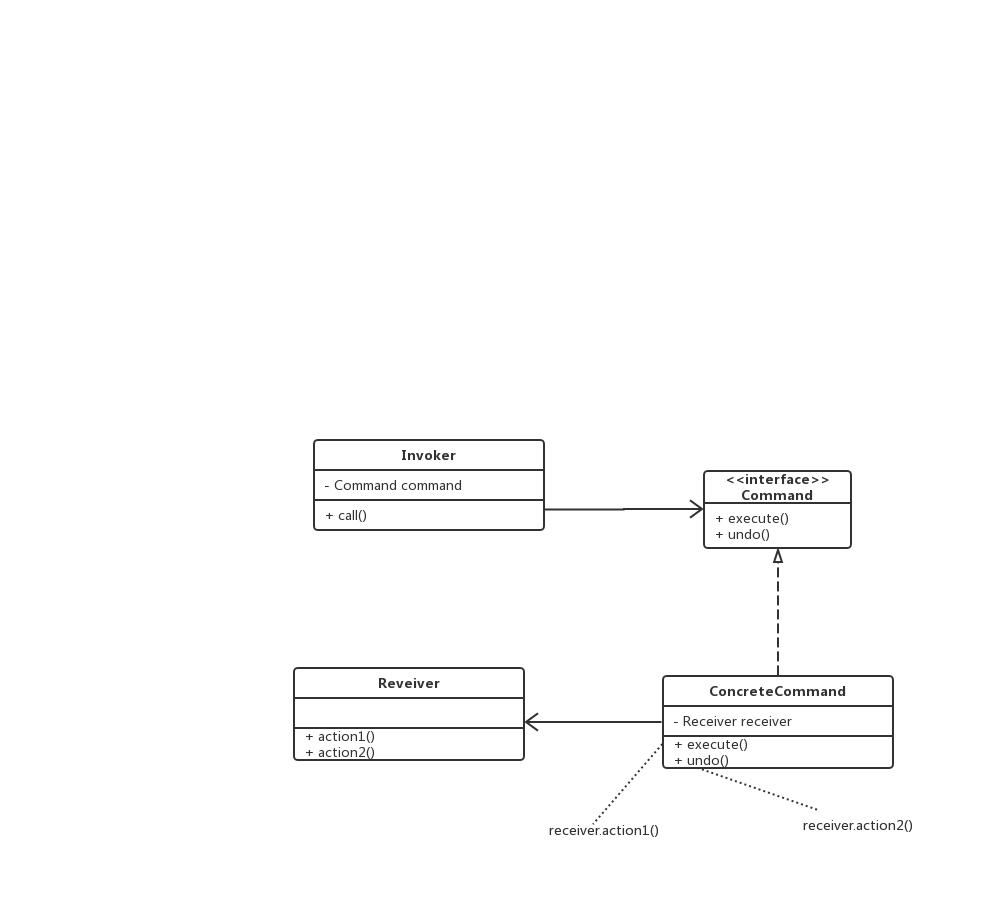 Invoker
- Command command
+ call()
<<interface>>
Command
+ execute()
+ undo()
Reveiver
+ action1()
+ action2()
ConcreteCommand
- Receiver receiver
+ execute()
+ undo()
receiver.action1()
receiver.action2()